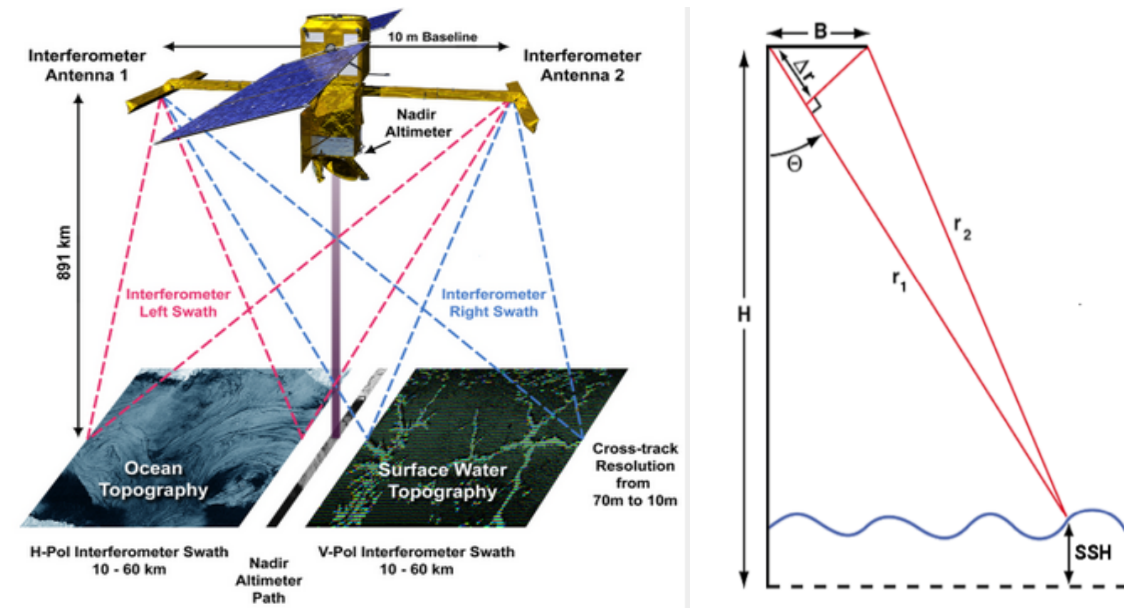 Interferometer
Antenna 1
10 m Baseline
Interferometer
Antenna 2
Nadir
Altimeter
891 km
Interferometer
Left Swath
Interferometer
Right Swath
Ocean
Topography
Surface Water
Topography
Cross-track
Resolution
from
70m to 10m
H-Pol Interferometer Swath
10 - 60 km
Nadir
Altimeter
Path
V-Pol Interferometer Swath
10 - 60 km
B
Δr
Θ
r2
r1
H
SSH